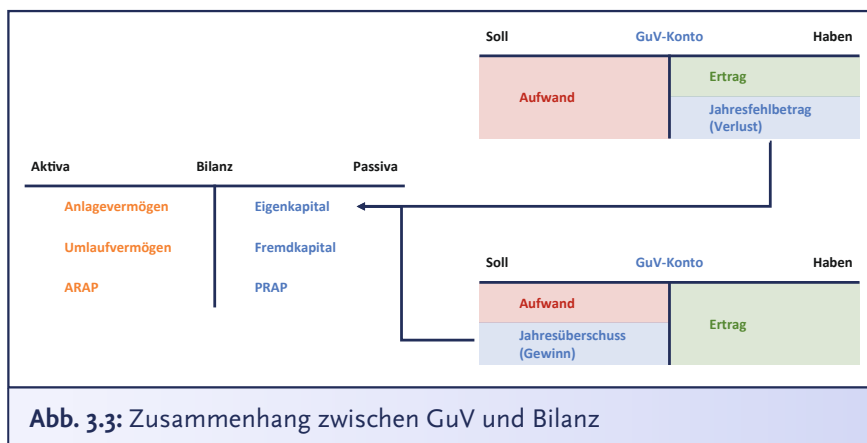 Soll GuV-Konto Haben
Aufwand
Ertrag
Jahresfehlbetrag
(Verlust)
Aktiva Bilanz Passiva
Anlagevermögen Eigenkapital
Umlaufvermögen Fremdkapital
ARAP PRAP
Soll GuV-Konto Haben
Aufwand
Jahresüberschuss
(Gewinn)
Ertrag
Abb. 3.3: Zusammenhang zwischen GuV und Bilanz